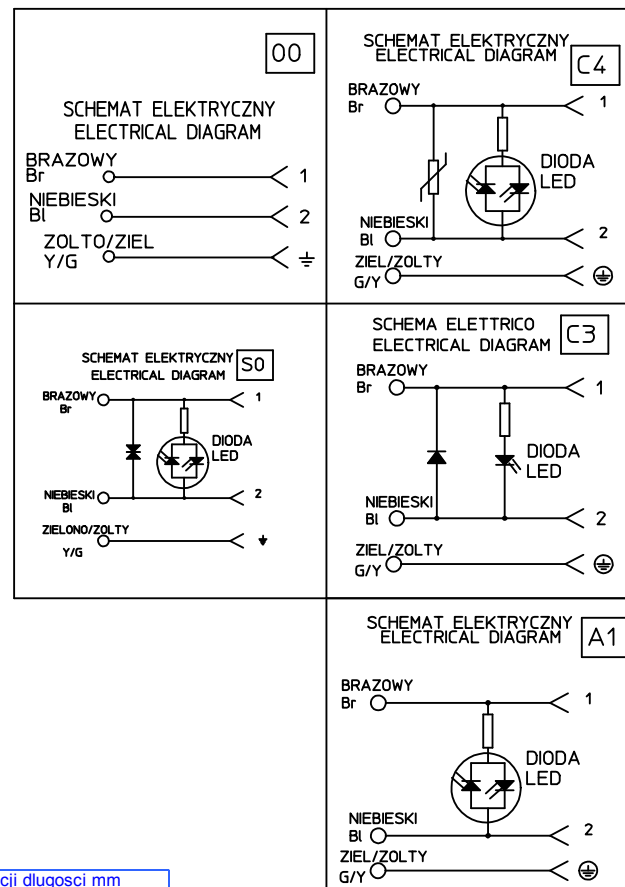 00
SCHEMAT ELEKTRYCZNY
ELECTRICAL DIAGRAM
BRAZOWY
Br
1
NIEBIESKI
Bl
2
ZOLTO/ZIEL
Y/G
SCHEMAT ELEKTRYCZNY
ELECTRICAL DIAGRAM
C4
BRAZOWY
Br
1
DIODA
LED
NIEBIESKI
Bl
2
ZIEL/ZOLTY
G/Y
SCHEMAT ELEKTRYCZNY
ELECTRICAL DIAGRAM
S0
BRAZOWY
Br
1
DIODA
LED
NIEBIESKI
Bl
2
ZIELONO/ZOLTY
Y/G
SCHEMA ELETTRICO
ELECTRICAL DIAGRAM
C3
BRAZOWY
Br
1
DIODA
LED
NIEBIESKI
Bl
2
ZIEL/ZOLTY
G/Y
SCHEMAT ELEKTRYCZNY
ELECTRICAL DIAGRAM
A1
BRAZOWY
Br
1
DIODA
LED
NIEBIESKI
Bl
2
ZIEL/ZOLTY
G/Y
cji dlugosci mm